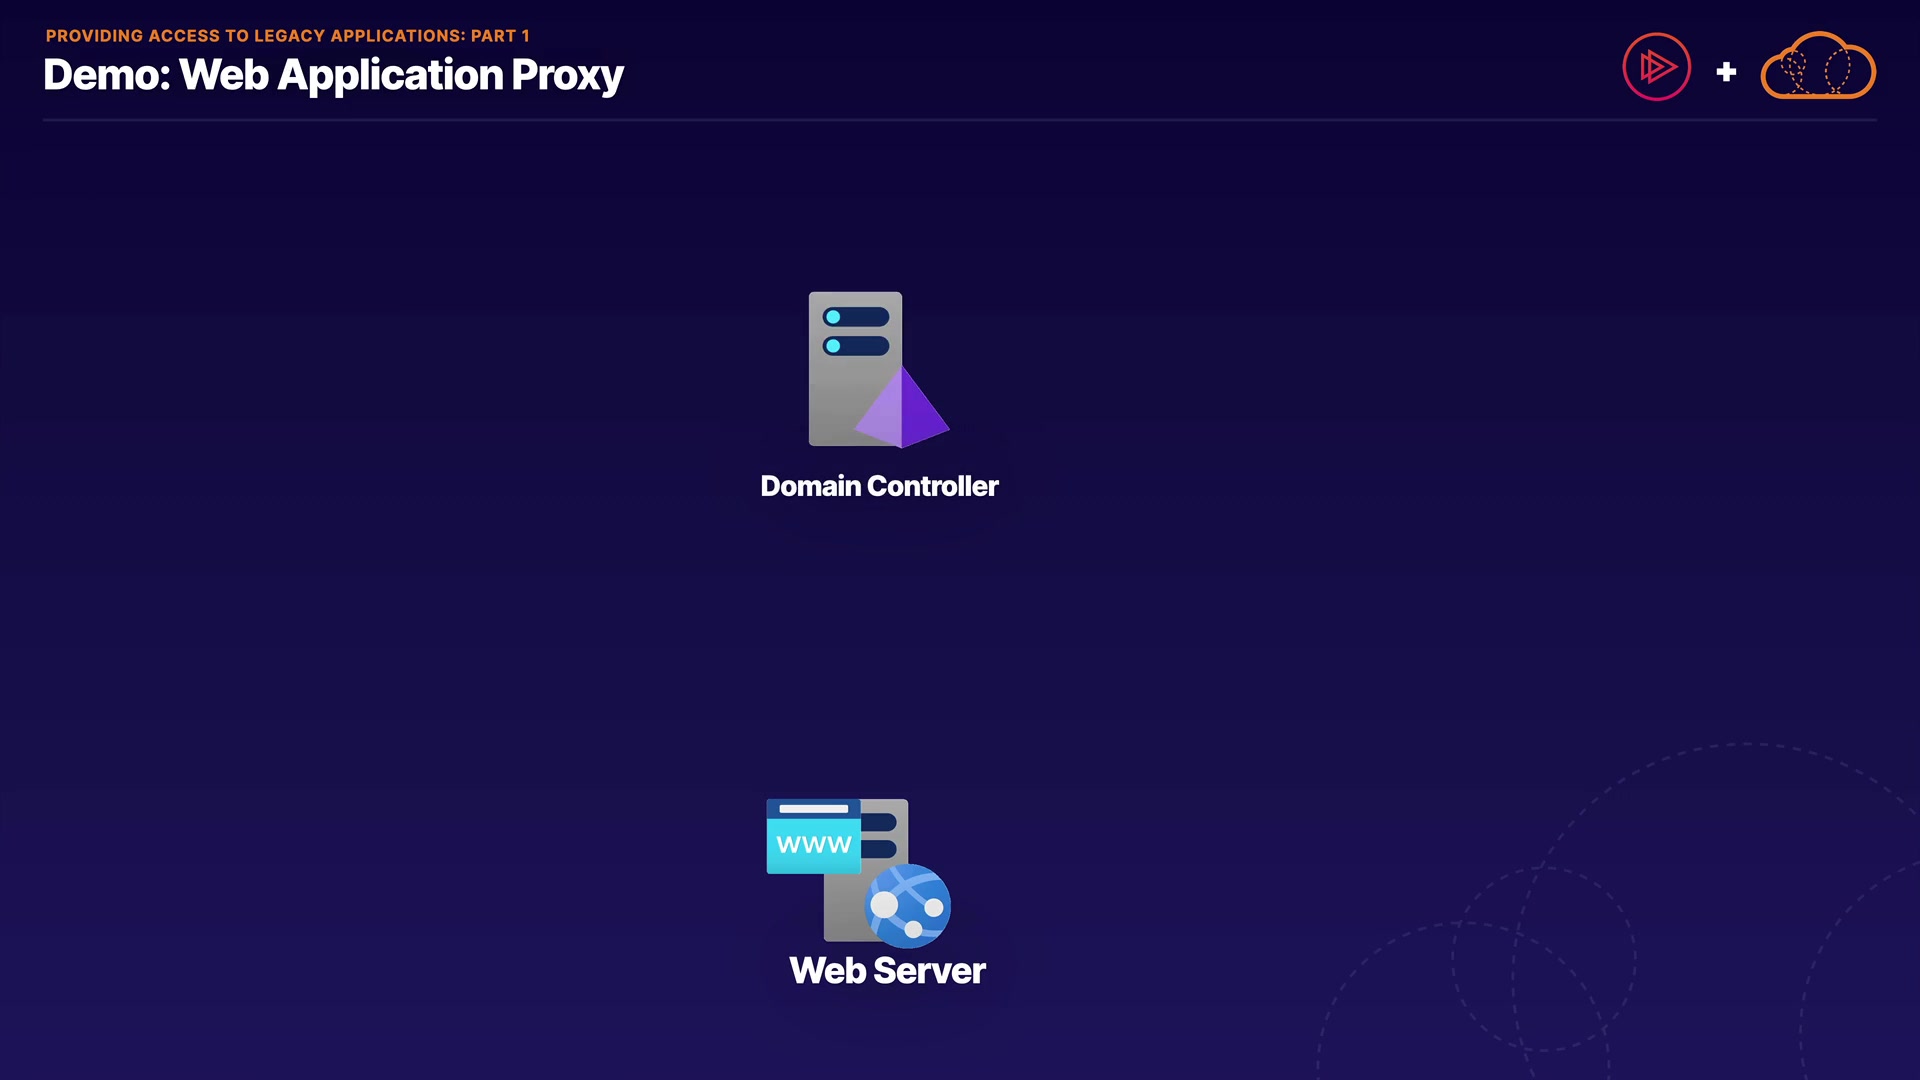 PROVIDING ACCESS TO LEGACY APPLICATIONS: PART 1
Demo: Web Application Proxy
Domain Controller
WWW
Web Server